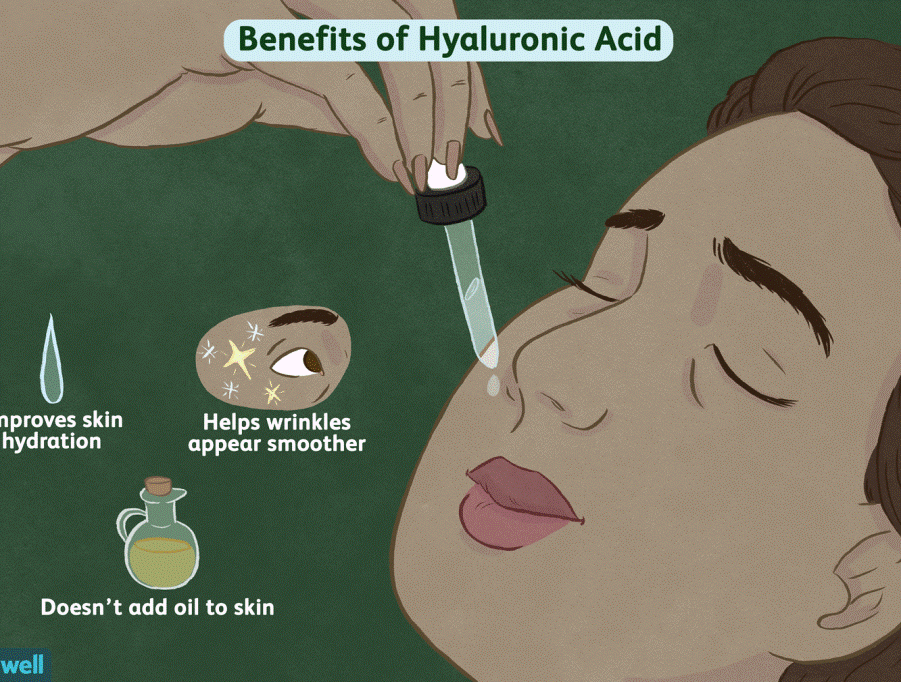 Benefits of Hyaluronic Acid
mproves skin
hydration
Helps wrinkles
appear smoother
Doesn't add oil to skin
well